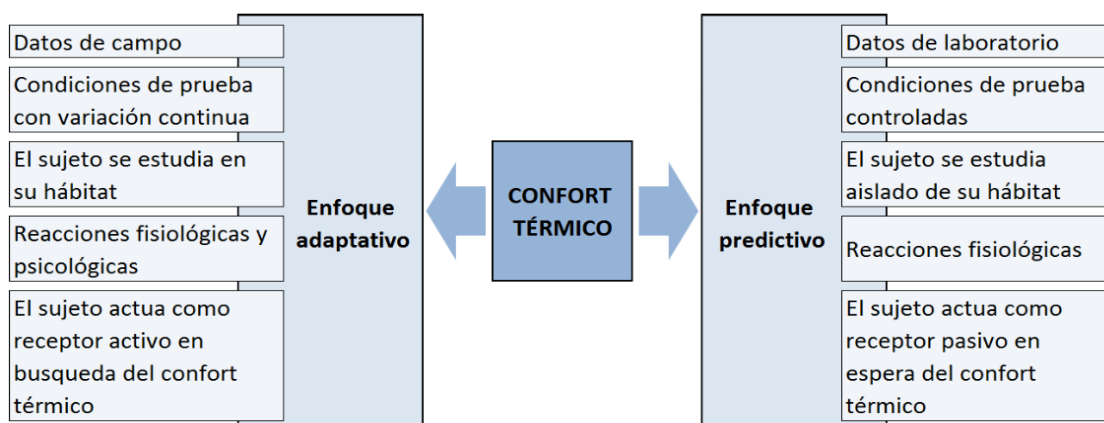 Datos de campo
Condiciones de prueba
con variación continua
El sujeto se estudia en
su hábitat
Reacciones fisiológicas y
psicológicas
El sujeto actua como
receptor activo en
busqueda del confort
térmico
Enfoque
adaptativo
CONFORT
TÉRMICO
Enfoque
predictivo
Datos de laboratorio
Condiciones de prueba
controladas
El sujeto se estudia
aislado de su hábitat
Reacciones fisiológicas
El sujeto actua como
receptor pasivo en
espera del confort
térmico